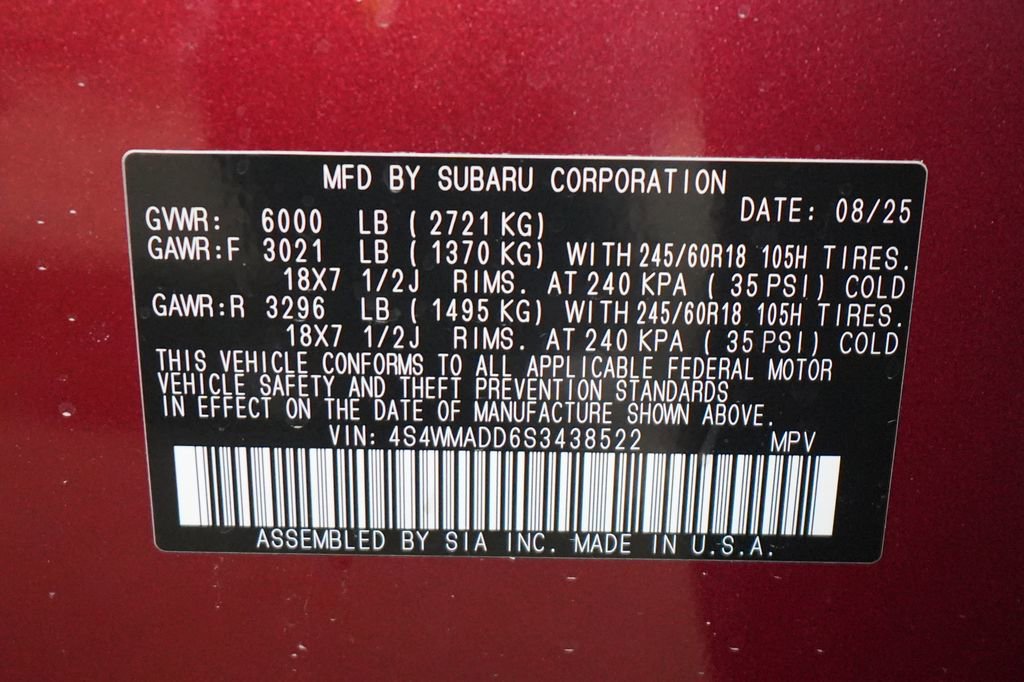 MFD BY SUBARU CORPORATION
DATE: 08/25
GVWR: 6000 LB ( 2721 KG)
GAWR:F 3021 LB ( 1370 KG) WITH 245/60R18 105H TIRES.
18X7 1/2J RIMS. AT 240 KPA ( 35 PSI) COLD
GAWR:R 3296 LB ( 1495 KG) WITH 245/60R18 105H TIRES.
18X7 1/2J RIMS. AT 240 KPA ( 35 PSI) COLD
THIS VEHICLE CONFORMS TO ALL APPLICABLE FEDERAL MOTOR
VEHICLE SAFETY AND THEFT PREVENTION STANDARDS
IN EFFECT ON THE DATE OF MANUFACTURE SHOWN ABOVE.
VIN: 4S4WMADD6S3438522 MPV
ASSEMBLED BY SIA INC. MADE IN U.S.A.